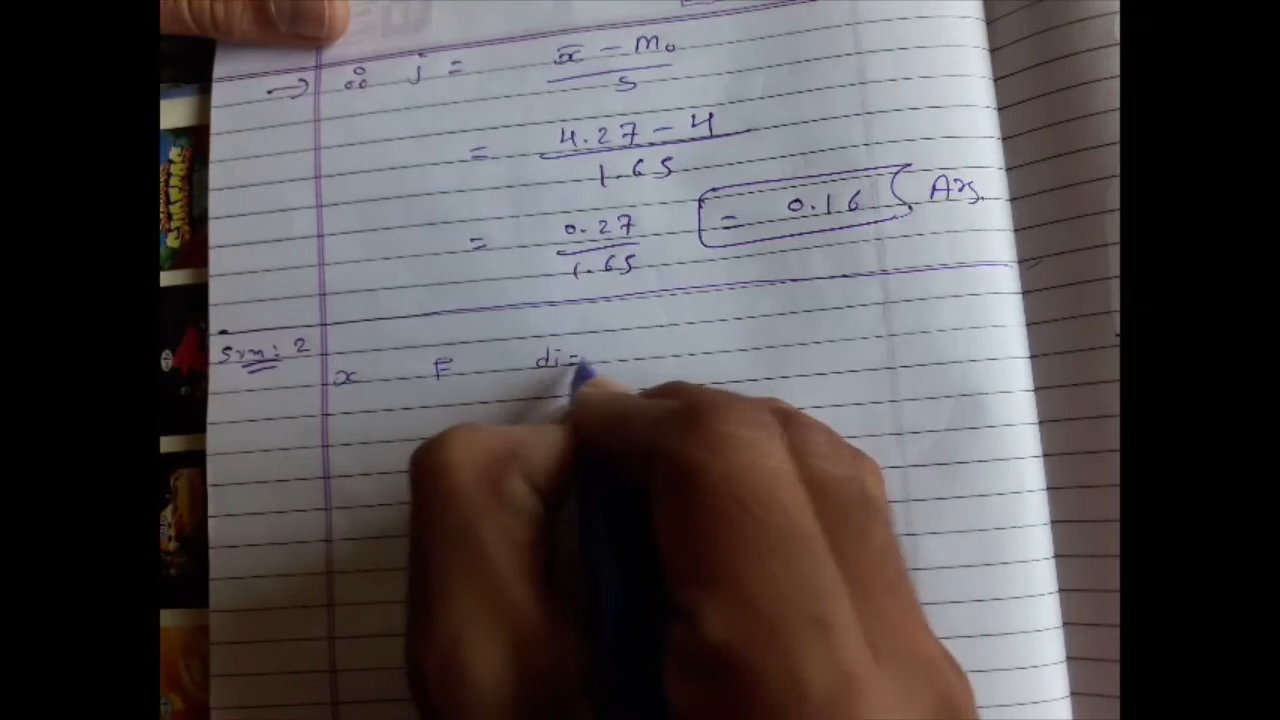 → ∴ j = x̄ - M₀ / S
= 4.27 - 4 / 1.65
= 0.27 / 1.65 = 0.16 Ans.
Sum: 2
x F di =